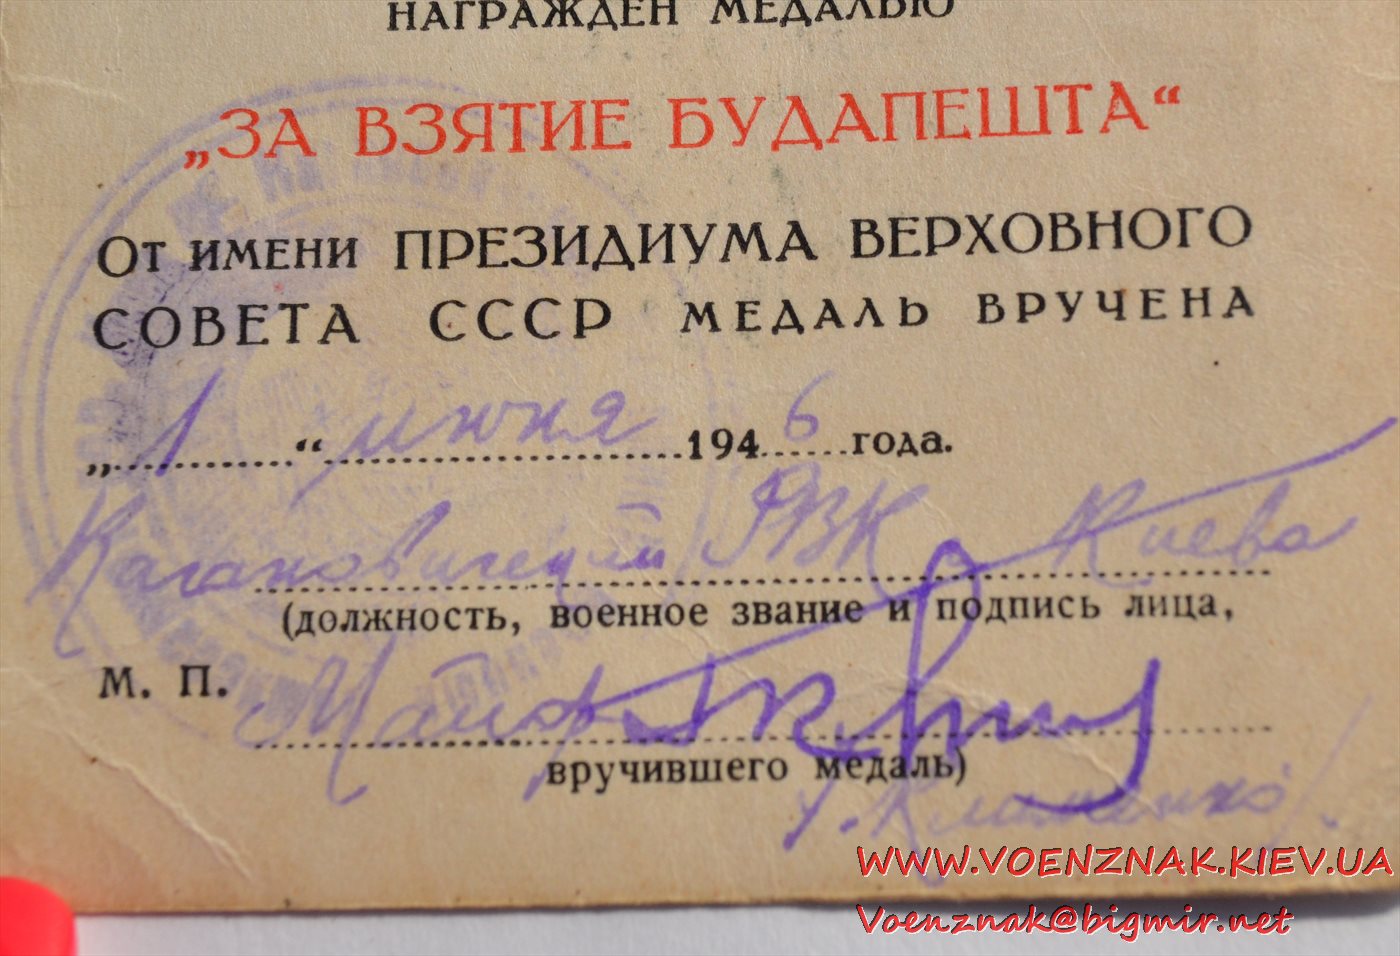 НАГРАЖДЕН МЕДАЛЬЮ
„ЗА ВЗЯТИЕ БУДАПЕШТА“
От имени ПРЕЗИДИУМА ВЕРХОВНОГО
СОВЕТА СССР МЕДАЛЬ ВРУЧЕНА
„1“ июня 1946 года.
Кагановический РВК Киева
(должность, военное звание и подпись лица,
М. П. Майор
вручившего медаль)
WWW.VOENZNAK.KIEV.UA
Voenznak@bigmir.net